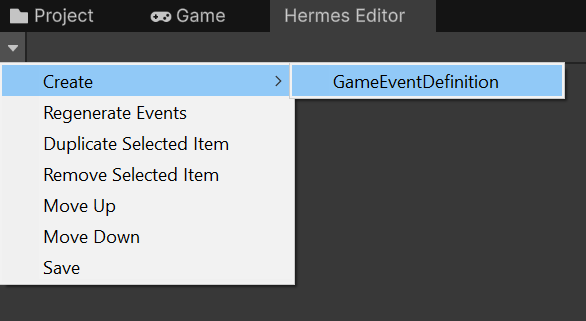 Project Game Hermes Editor
Create GameEventDefinition
Regenerate Events
Duplicate Selected Item
Remove Selected Item
Move Up
Move Down
Save